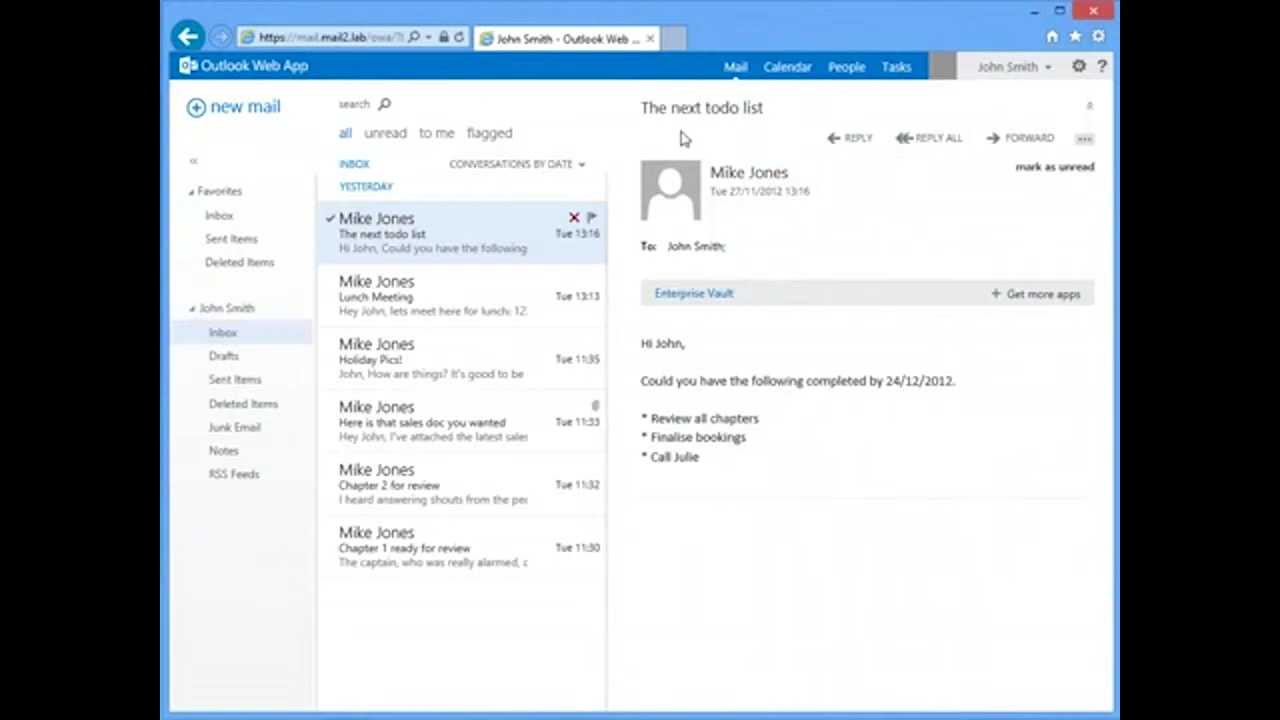 https://mail.mail2.lab/owa/?l
John Smith - Outlook Web ...
Outlook Web App
Mail
Calendar
People
Tasks
John Smith
?
new mail
search
all
unread
to me
flagged
INBOX
CONVERSATIONS BY DATE
YESTERDAY
Favorites
Inbox
Sent Items
Deleted Items
John Smith
Inbox
Drafts
Sent Items
Deleted Items
Junk Email
Notes
RSS Feeds
Mike Jones
The next todo list
Tue 13:16
Hi John, Could you have the following
Mike Jones
Lunch Meeting
Tue 13:13
Hey John, lets meet here for lunch: 12.
Mike Jones
Holiday Pics!
Tue 11:35
John, How are things? It's good to be
Mike Jones
Here is that sales doc you wanted
Tue 11:33
Hey John, I've attached the latest sales
Mike Jones
Chapter 2 for review
Tue 11:32
I heard answering shouts from the
Mike Jones
Chapter 1 ready for review
Tue 11:30
The captain, who was really alarmed,
The next todo list
REPLY
REPLY ALL
FORWARD
...
mark as unread
Mike Jones
Tue 27/11/2012 13:16
To: John Smith;
Enterprise Vault
+ Get more apps
Hi John,
Could you have the following completed by 24/12/2012.
* Review all chapters
* Finalise bookings
* Call Julie